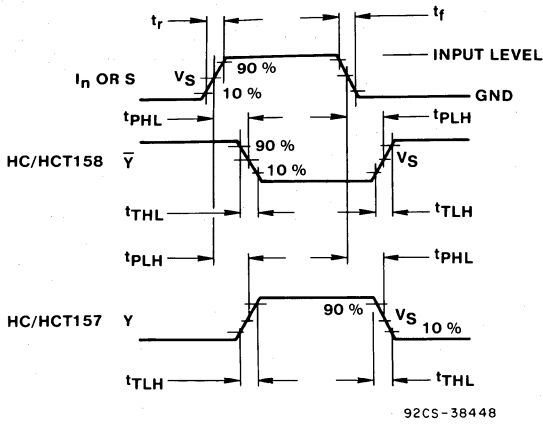 tr tf
INPUT LEVEL
In OR S VS 90 %
10 %
GND
tPHL tPLH
HC/HCT158 Y̅ 90 % VS
10 %
tTHL tTLH
tPLH tPHL
HC/HCT157 Y 90 % VS 10 %
tTLH tTHL
92CS-38448